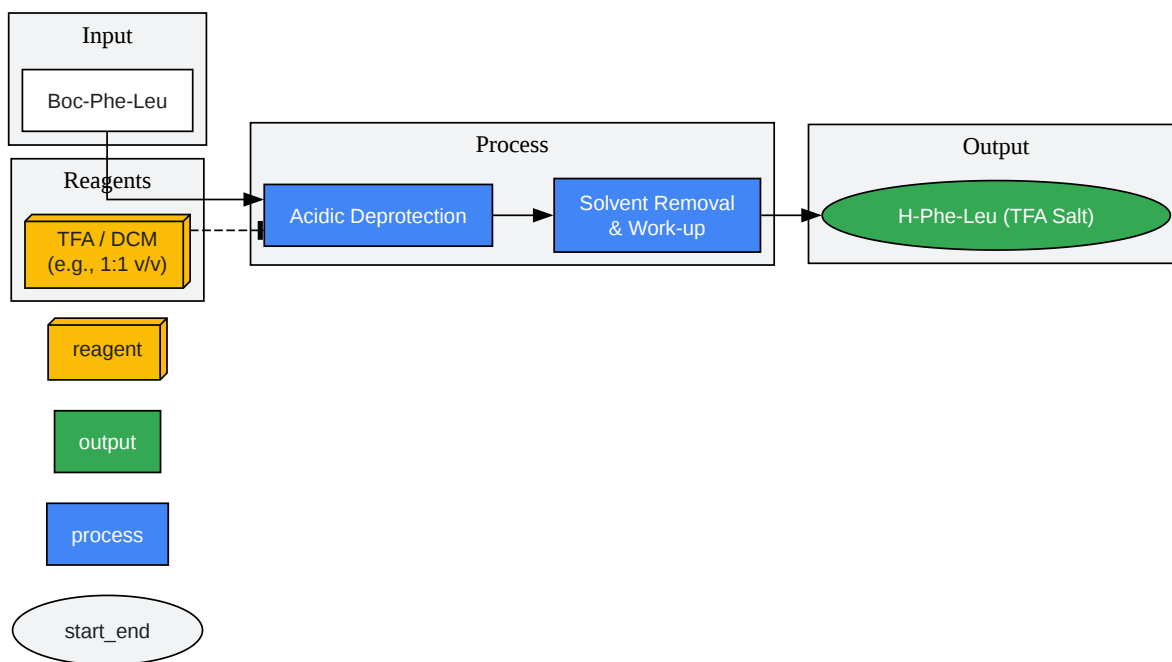 Input
Boc-Phe-Leu
Reagents
TFA / DCM
(e.g., 1:1 v/v)
Process
Acidic Deprotection
Solvent Removal
& Work-up
Output
H-Phe-Leu (TFA Salt)
reagent
output
process
start_end